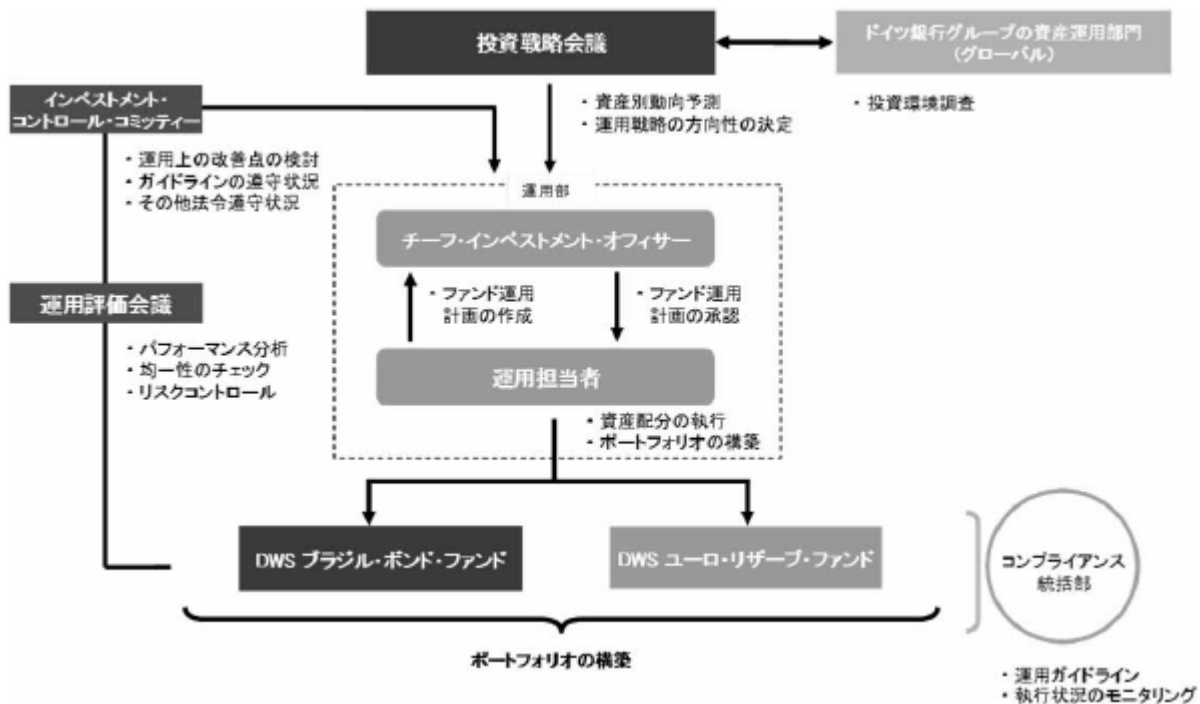 投資戦略会議
ドイツ銀行グループの資産運用部門
(グローバル)
・資産別動向予測
・運用戦略の方向性の決定
・投資環境調査
インベストメント・
コントロール・コミッティー
・運用上の改善点の検討
・ガイドラインの遵守状況
・その他法令遵守状況
運用部
チーフ・インベストメント・オフィサー
・ファンド運用
計画の作成
・ファンド運用
計画の承認
運用評価会議
・パフォーマンス分析
・均一性のチェック
・リスクコントロール
運用担当者
・資産配分の執行
・ポートフォリオの構築
DWS ブラジル・ボンド・ファンド
DWS ユーロ・リザーブ・ファンド
コンプライアンス
統括部
ポートフォリオの構築
・運用ガイドライン
・執行状況のモニタリング